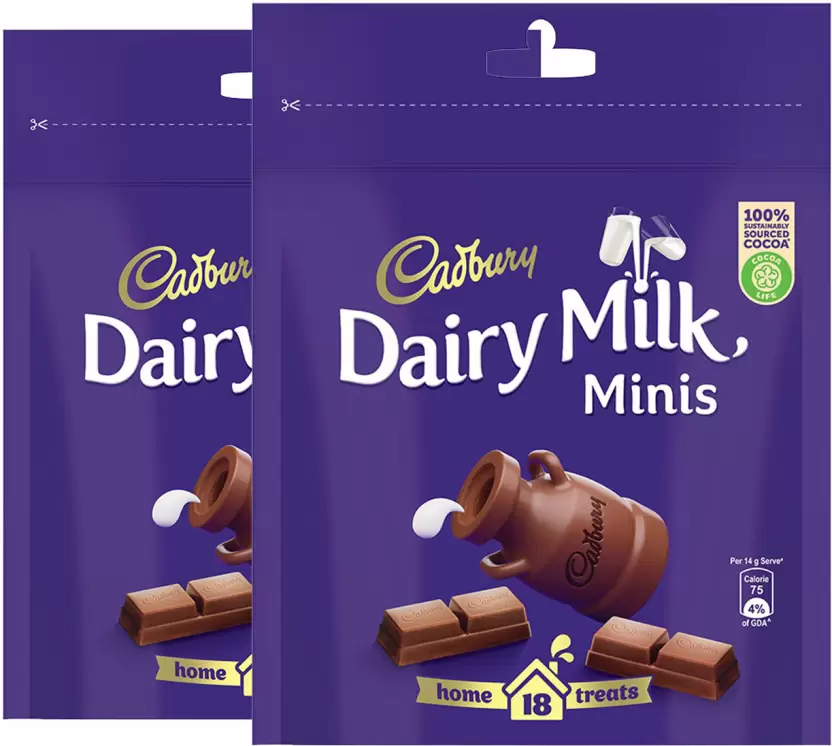 Cadbury
Dairy
home
Cadbury
Dairy Milk
Minis
100%
SUSTAINABLY
SOURCED
COCOA*
COCOA
LIFE
Cadbury
Per 14 g Serve#
Calorie
75
4%
of GDA^
home 18 treats